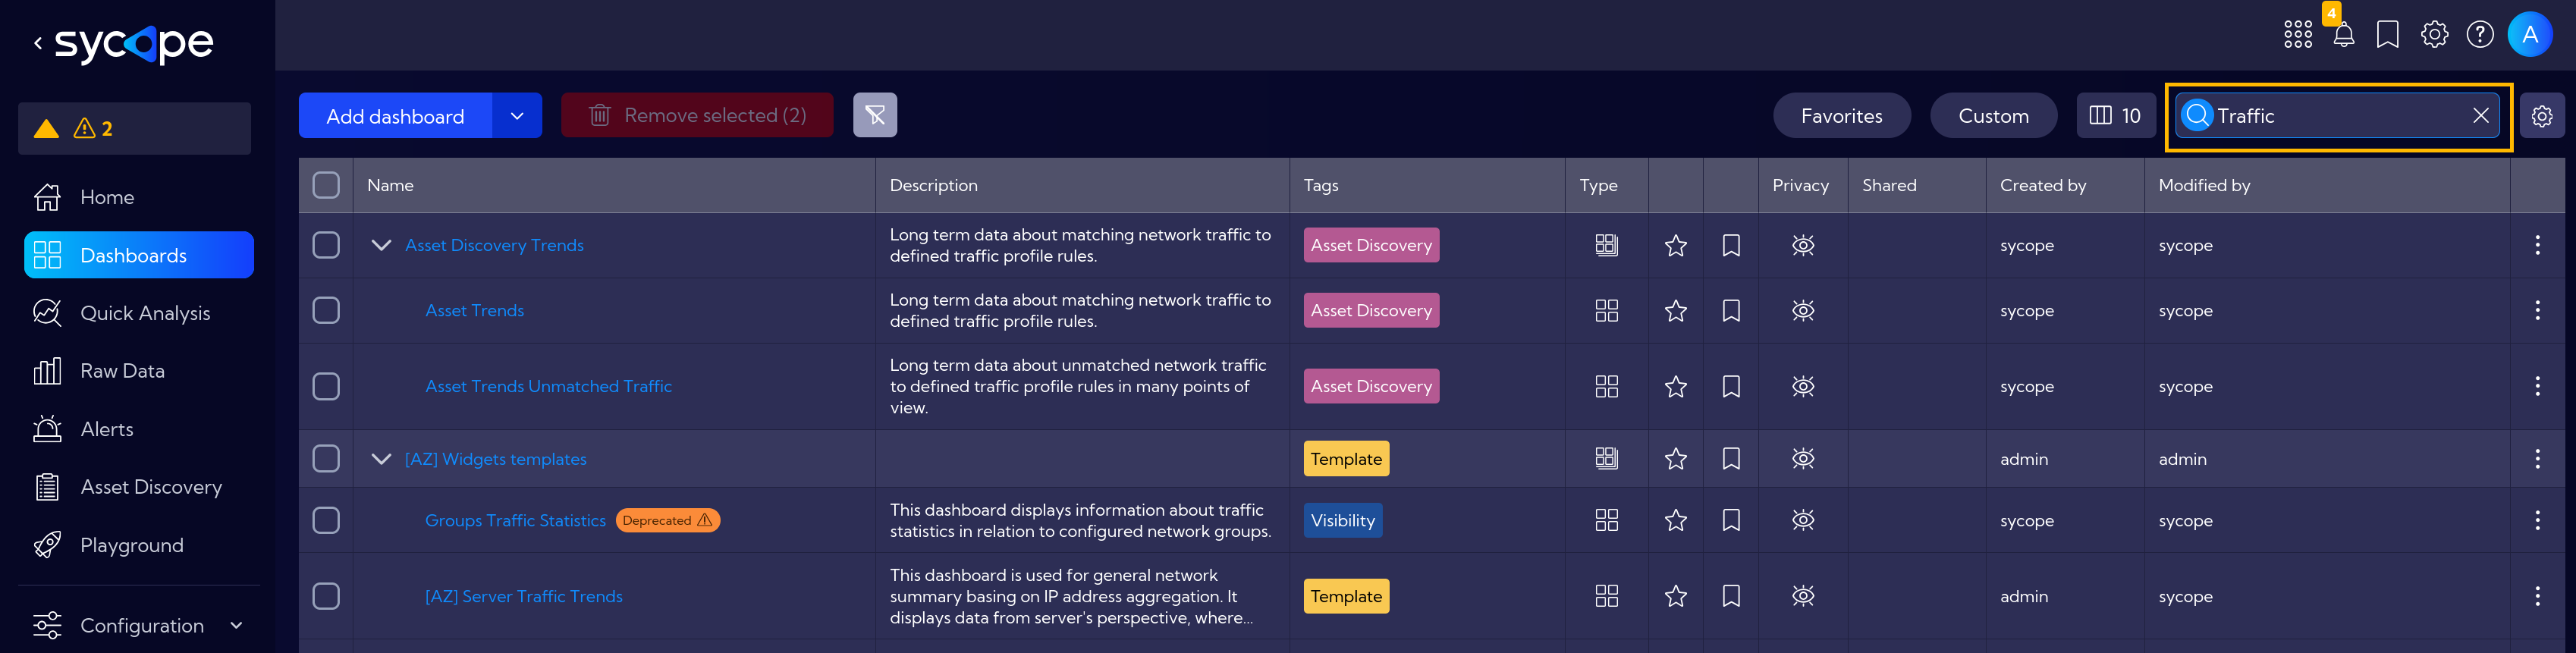 sycope
4
A
2
Add dashboard
Remove selected (2)
Favorites
Custom
10
Traffic
Home
Dashboards
Quick Analysis
Raw Data
Alerts
Asset Discovery
Playground
Configuration
Name Description Tags Type Privacy Shared Created by Modified by
Asset Discovery Trends
Long term data about matching network traffic to
defined traffic profile rules.
Asset Discovery
sycope
sycope
Asset Trends
Long term data about matching network traffic to
defined traffic profile rules.
Asset Discovery
sycope
sycope
Asset Trends Unmatched Traffic
Long term data about unmatched network traffic
to defined traffic profile rules in many points of
view.
Asset Discovery
sycope
sycope
[AZ] Widgets templates
Template
admin
admin
Groups Traffic Statistics
Deprecated
This dashboard displays information about traffic
statistics in relation to configured network groups.
Visibility
sycope
sycope
[AZ] Server Traffic Trends
This dashboard is used for general network
summary basing on IP address aggregation. It
displays data from server's perspective, where...
Template
admin
sycope